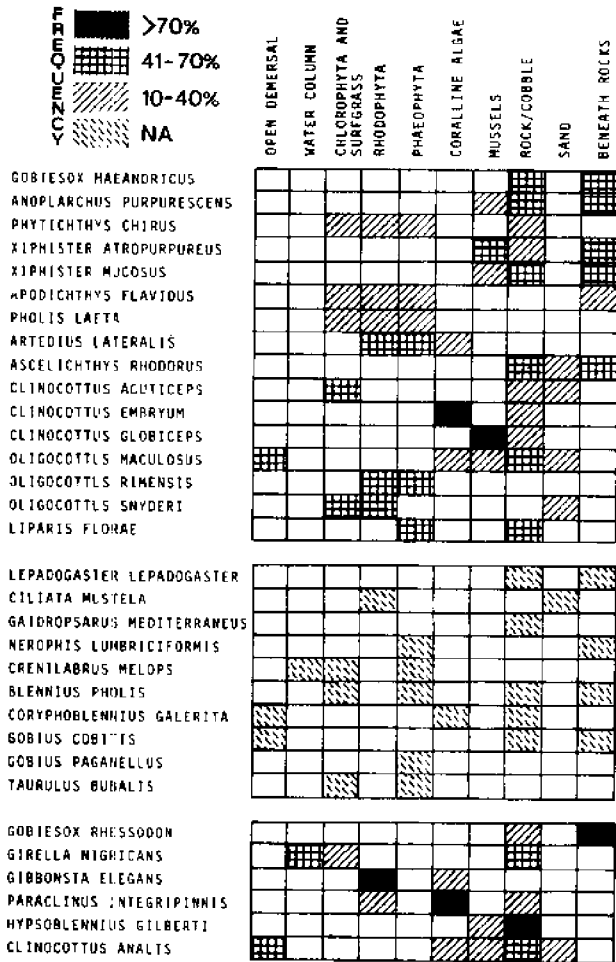 FREQUENCY
>70%
41-70%
10-40%
NA
OPEN DEMERSAL
WATER COLUMN
CHLOROPHYTA AND
SURFGRASS
RHODOPHYTA
PHAEOPHYTA
CORALLINE ALGAE
MUSSELS
ROCK/COBBLE
SAND
BENEATH ROCKS
GOBIESOX MAEANDRICUS
ANOPLARCHUS PURPURESCENS
PHYTICHTHYS CHIRUS
XIPHISTER ATROPURPUREUS
XIPHISTER MUCOSUS
APODICHTHYS FLAVIDUS
PHOLIS LAETA
ARTEDIUS LATERALIS
ASCELICHTHYS RHODORUS
CLINOCOTTUS ACUTICEPS
CLINOCOTTUS EMBRYUM
CLINOCOTTUS GLOBICEPS
OLIGOCOTTUS MACULOSUS
OLIGOCOTTUS RIMENSIS
OLIGOCOTTUS SNYDERI
LIPARIS FLORAE
LEPADOGASTER LEPADOGASTER
CILIATA MUSTELA
GAIDROPSARUS MEDITERRANEUS
NEROPHIS LUMBRICIFORMIS
CRENILABRUS MELOPS
BLENNIUS PHOLIS
CORYPHOBLENNIUS GALERITA
GOBIUS COBITIS
GOBIUS PAGANELLUS
TAURULUS BUBALIS
GOBIESOX RHESSODON
GIRELLA NIGRICANS
GIBBONSIA ELEGANS
PARACLINUS INTEGRIPINNIS
HYPSOBLENNIUS GILBERTI
CLINOCOTTUS ANALIS